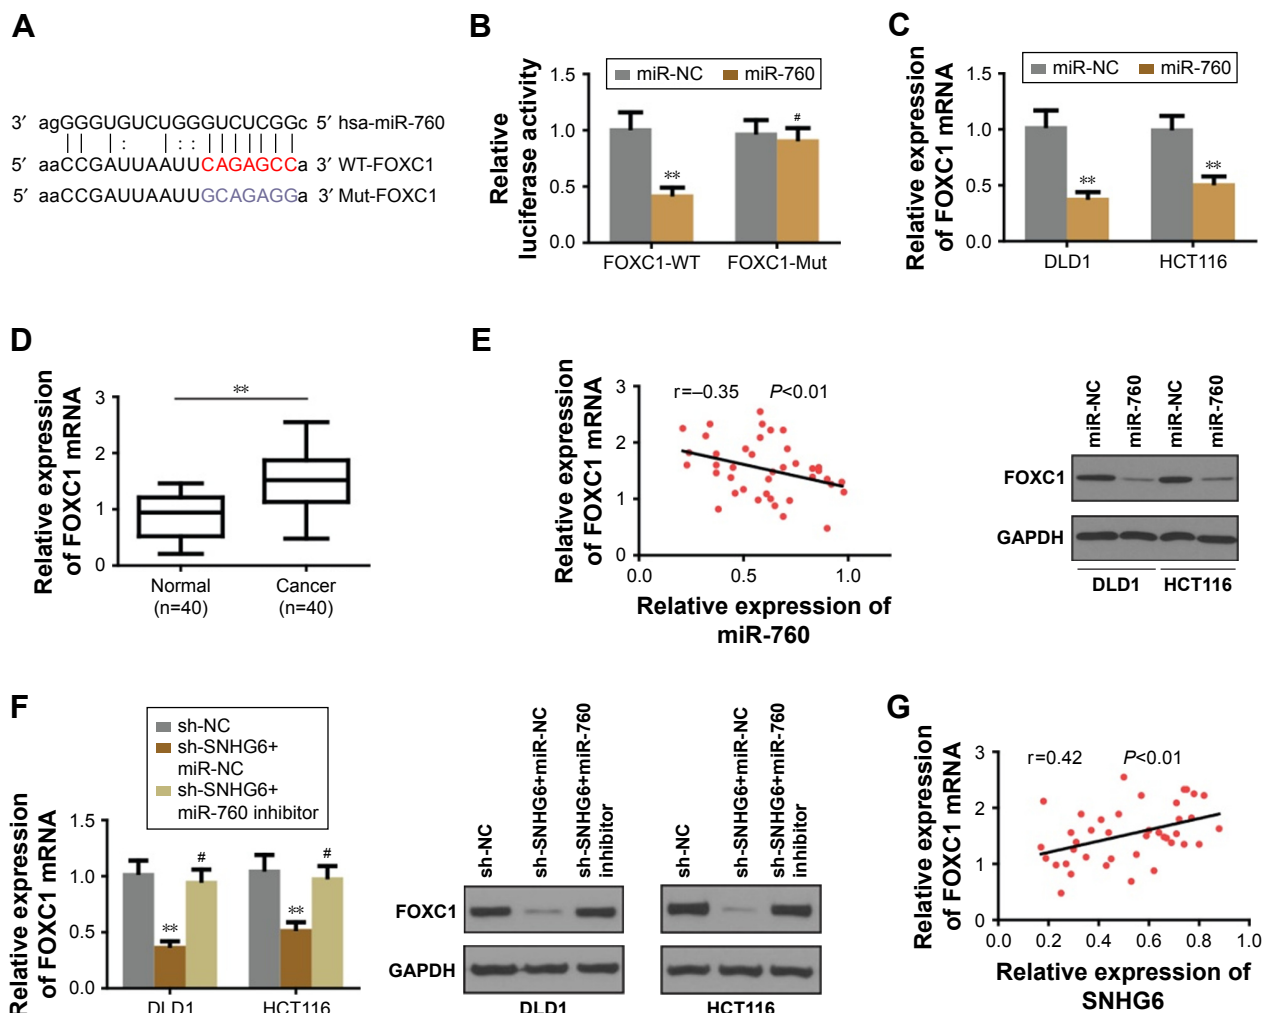 A
3′ agGGGUGUCUGGGUCUCGGc 5′ hsa-miR-760
5′ aaCCGAUUAAUUCAGAGCCa 3′ WT-FOXC1
5′ aaCCGAUUAAUUGCAGAGGa 3′ Mut-FOXC1
B
miR-NC miR-760
Relative
luciferase activity
1.5
1.0
0.5
0.0
**
#
FOXC1-WT FOXC1-Mut
C
miR-NC miR-760
Relative expression
of FOXC1 mRNA
1.5
1.0
0.5
0.0
**
**
DLD1 HCT116
D
Relative expression
of FOXC1 mRNA
3
2
1
0
**
Normal
(n=40)
Cancer
(n=40)
E
Relative expression
of FOXC1 mRNA
3
2
1
0
r=–0.35 P<0.01
0.0 0.5 1.0
Relative expression of
miR-760
miR-NC
miR-760
miR-NC
miR-760
FOXC1
GAPDH
DLD1 HCT116
F
sh-NC
sh-SNHG6+
miR-NC
sh-SNHG6+
miR-760 inhibitor
Relative expression
of FOXC1 mRNA
1.5
1.0
0.5
0.0
**
#
**
#
DLD1 HCT116
sh-NC
sh-SNHG6+miR-NC
sh-SNHG6+miR-760
inhibitor
sh-NC
sh-SNHG6+miR-NC
sh-SNHG6+miR-760
inhibitor
FOXC1
GAPDH
DLD1 HCT116
G
Relative expression
of FOXC1 mRNA
3
2
1
0
r=0.42 P<0.01
0.0 0.2 0.4 0.6 0.8 1.0
Relative expression of
SNHG6